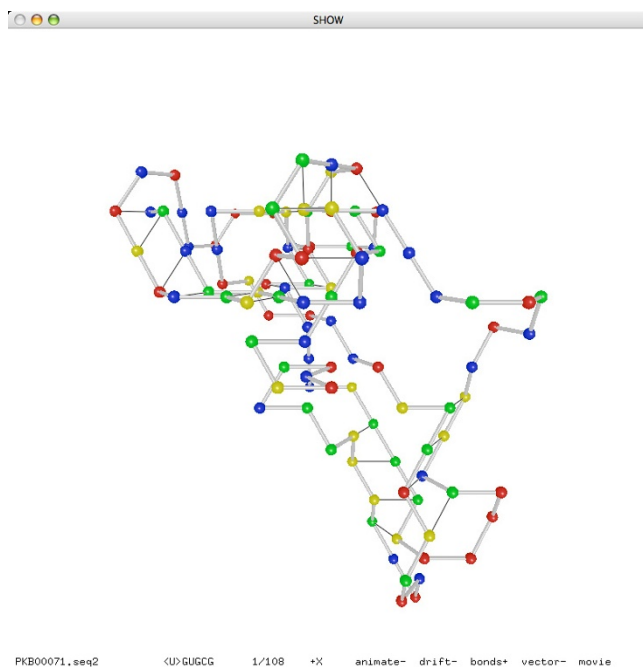 SHOW
PKB00071.seq2 <U>GUGCG 1/108 +X animate- drift- bonds+ vector- movie